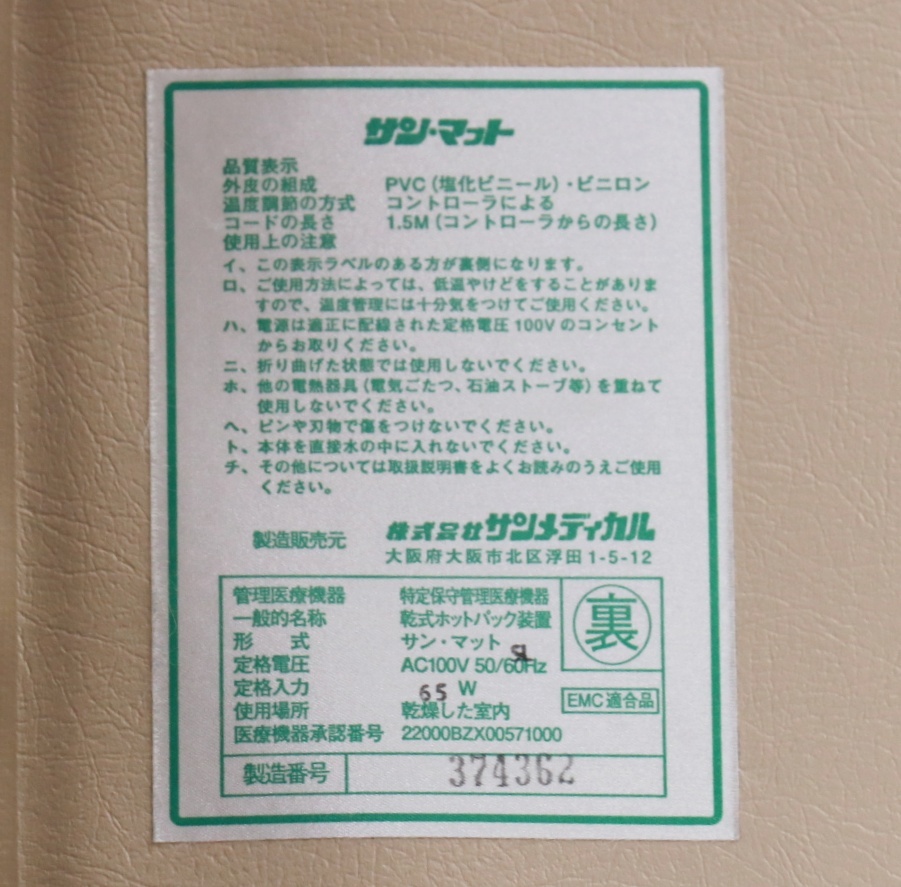 サン・マット
品質表示
外皮の組成 PVC（塩化ビニール）・ビニロン
温度調節の方式 コントローラによる
コードの長さ 1.5M（コントローラからの長さ）
使用上の注意
イ、この表示ラベルのある方が裏側になります。
ロ、ご使用方法によっては、低温やけどをすることがありま
すので、温度管理には十分気をつけてご使用ください。
ハ、電源は適正に配線された定格電圧100Vのコンセント
からお取りください。
ニ、折り曲げた状態では使用しないでください。
ホ、他の電熱器具（電気ごたつ、石油ストーブ等）を重ねて
使用しないでください。
ヘ、ピンや刃物で傷をつけないでください。
ト、本体を直接水の中に入れないでください。
チ、その他については取扱説明書をよくお読みのうえご使用
ください。
製造販売元 株式会社サンメディカル
大阪府大阪市北区浮田1-5-12
管理医療機器 特定保守管理医療機器
一般的名称 乾式ホットパック装置
形 式 サン・マット SL
定格電圧 AC100V 50/60Hz
定格入力 65 W
使用場所 乾燥した室内
医療機器承認番号 22000BZX00571000
裏
EMC適合品
製造番号 374362